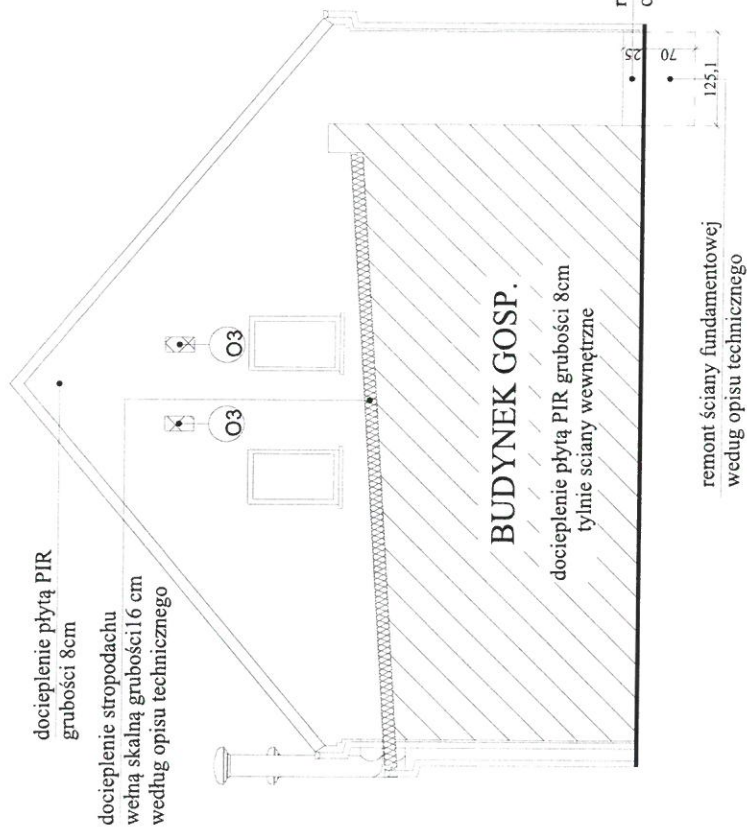 docieplenie płytą PIR
grubości 8cm
docieplenie stropodachu
wełną skalną grubości16 cm
według opisu technicznego
O3
O3
BUDYNEK GOSP.
docieplenie płytą PIR grubości 8cm
tylnie sciany wewnętrzne
25
70
125,1
remont ściany fundamentowej
według opisu technicznego